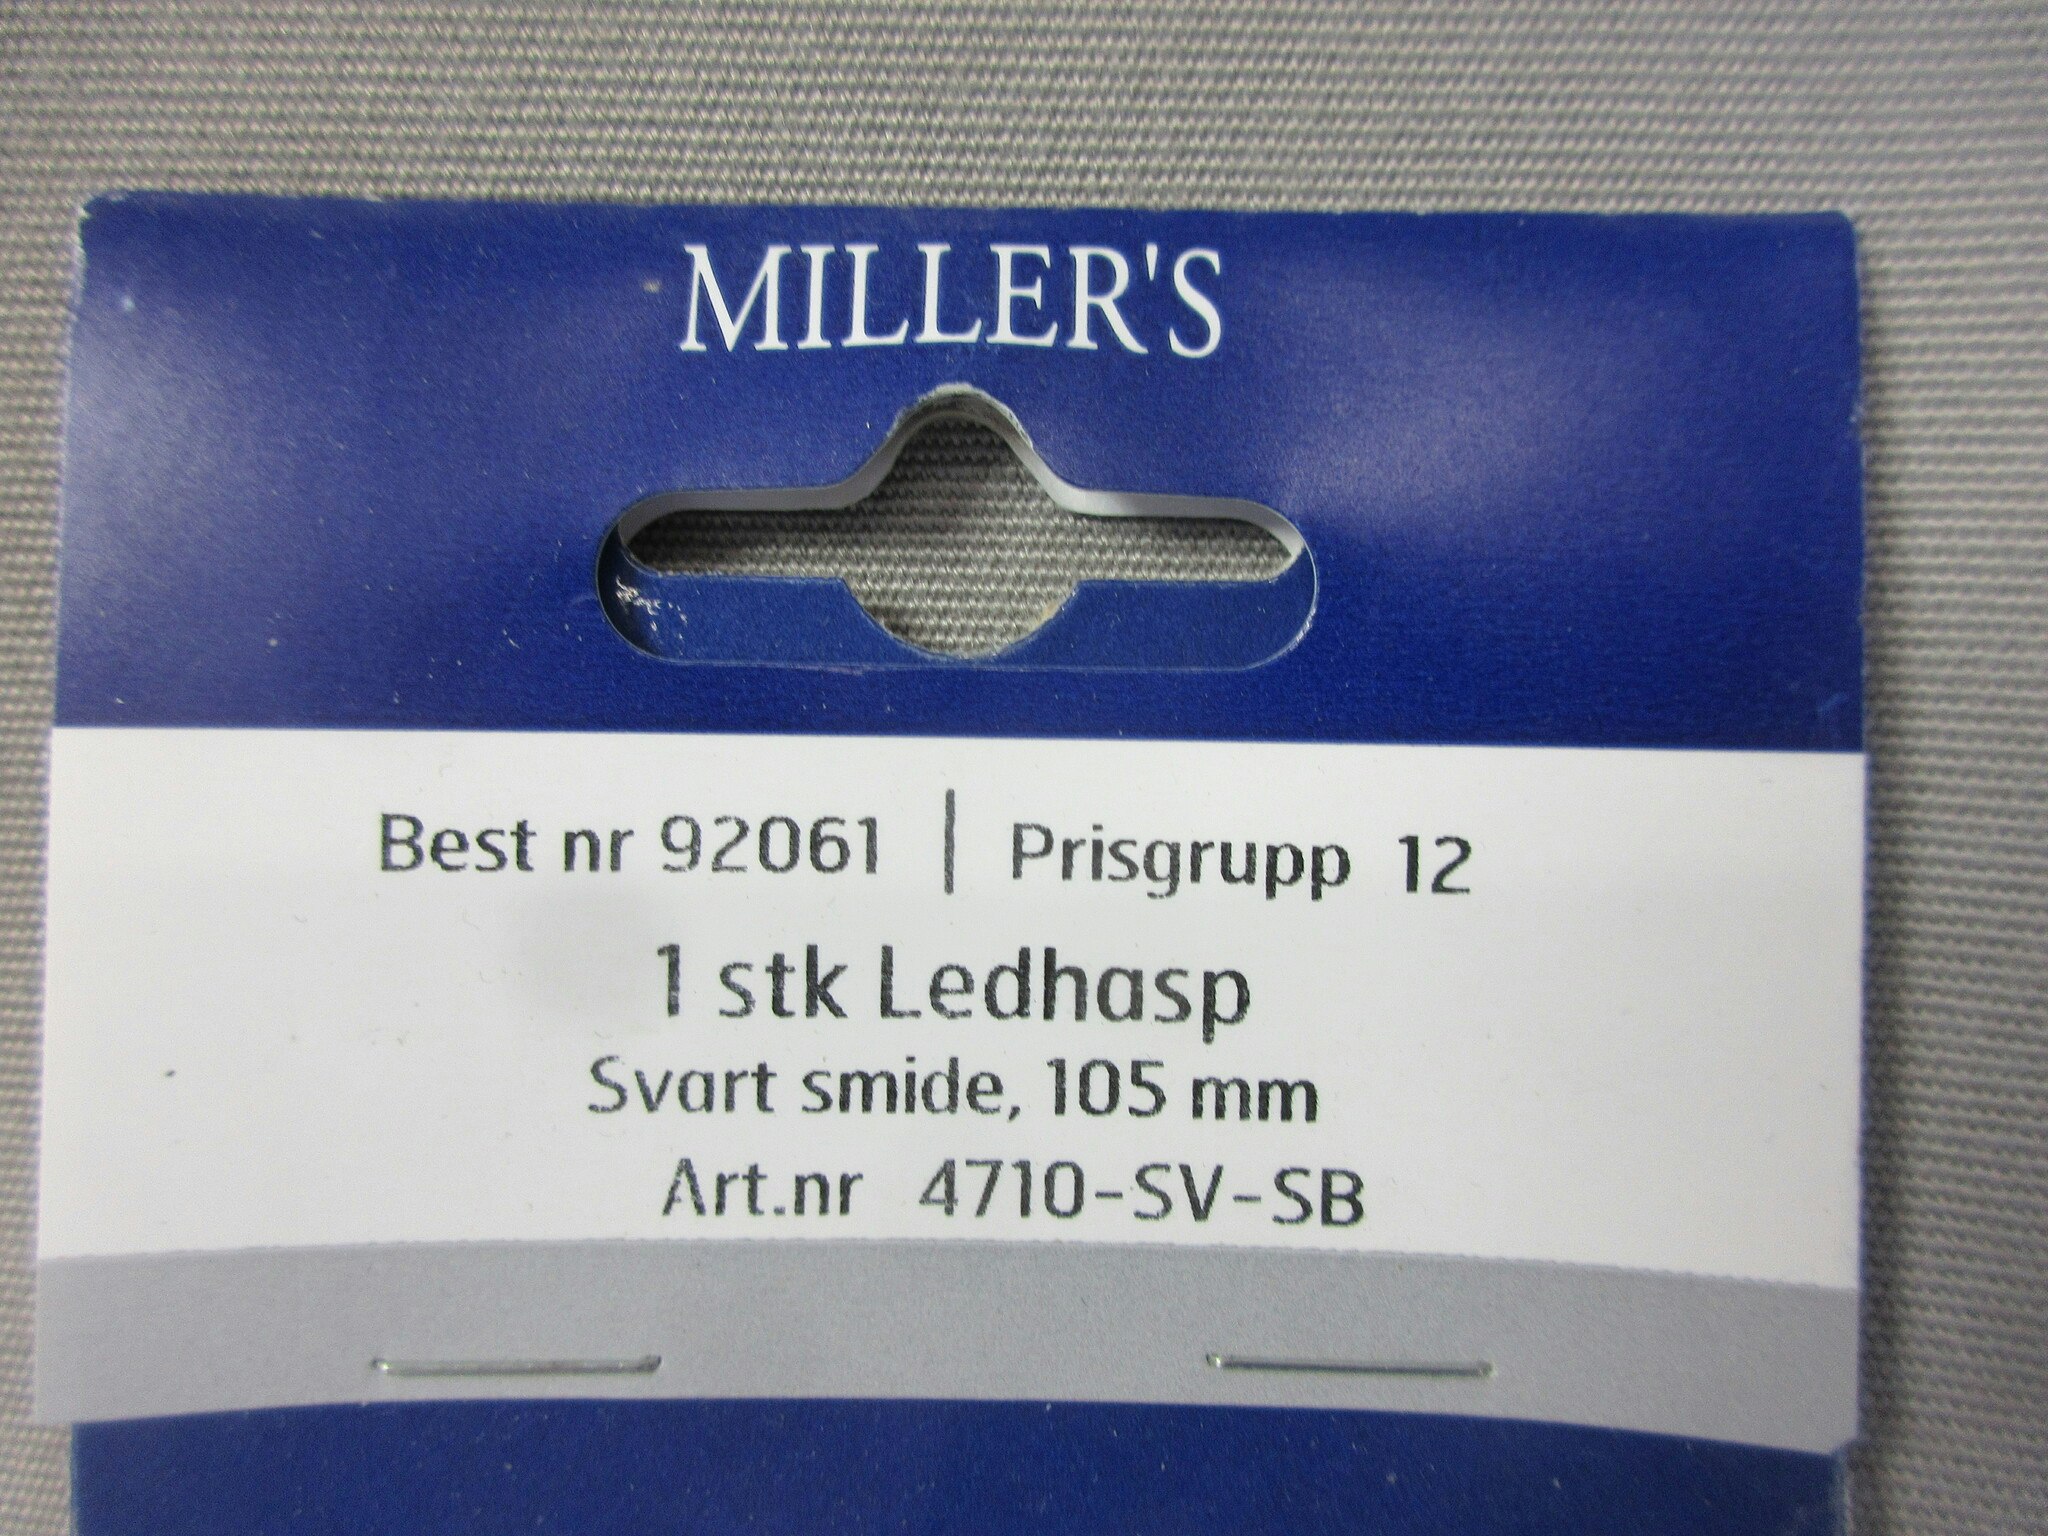 MILLER'S
Best nr 92061 | Prisgrupp 12
1 stk Ledhasp
Svart smide, 105 mm
Art.nr 4710-SV-SB